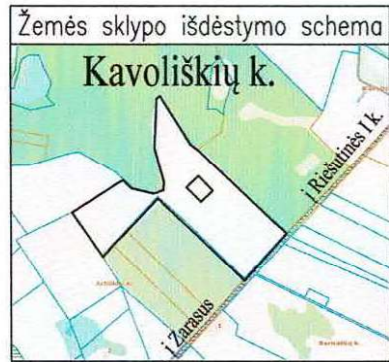 Žemės sklypo išdėstymo schema
Kavoliškių k.
į Riešutinės I k.
į Zarasus